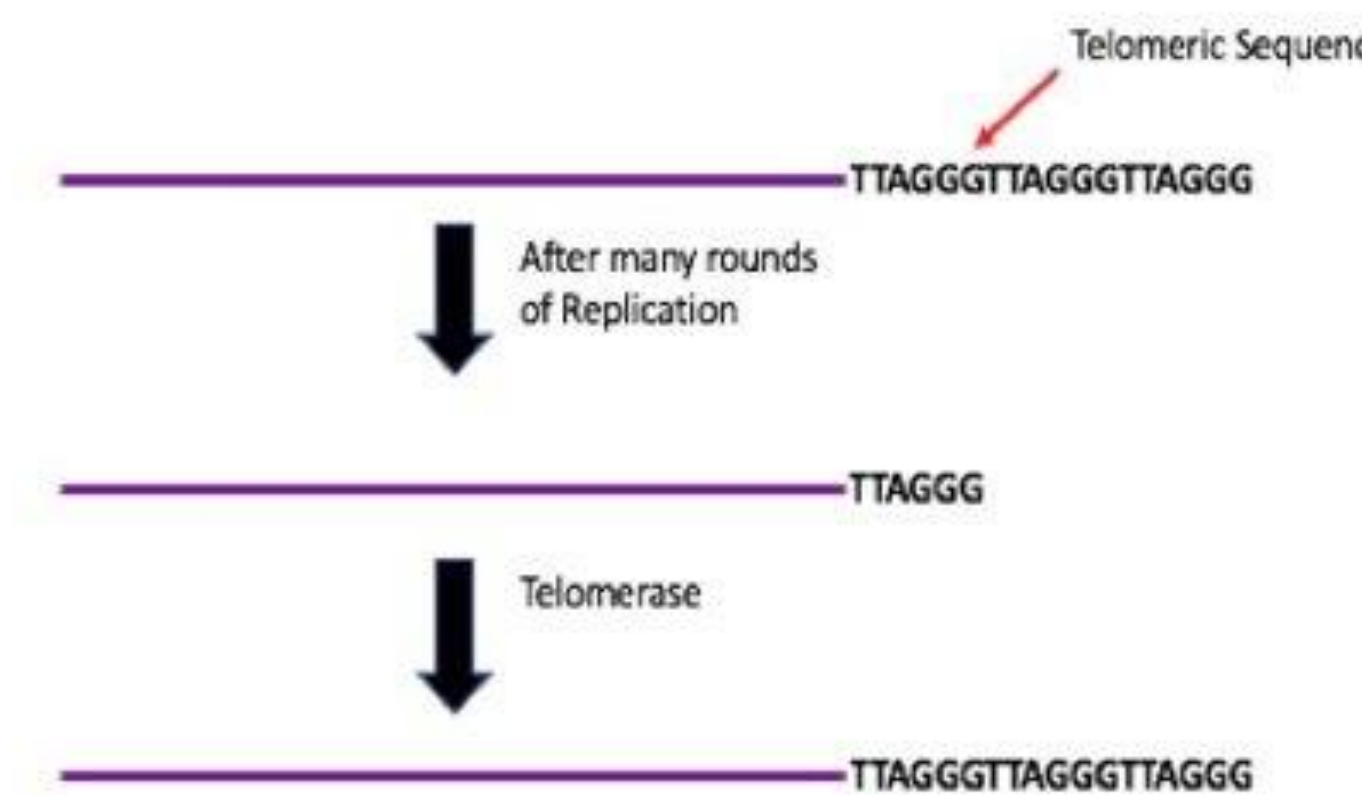 Telomeric Sequenc
TTAGGGTTAGGGTTAGGG
After many rounds
of Replication
TTAGGG
Telomerase
TTAGGGTTAGGGTTAGGG